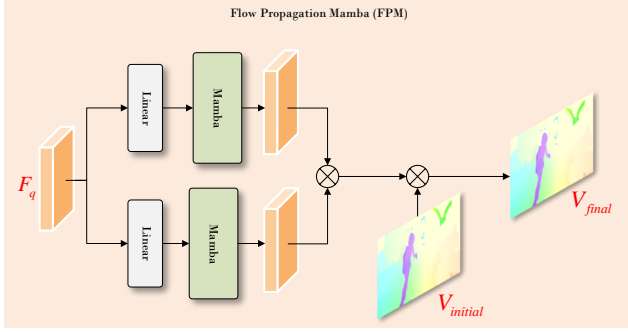 Flow Propagation Mamba (FPM)
Linear
Mamba
F_q
Linear
Mamba
V_final
V_initial